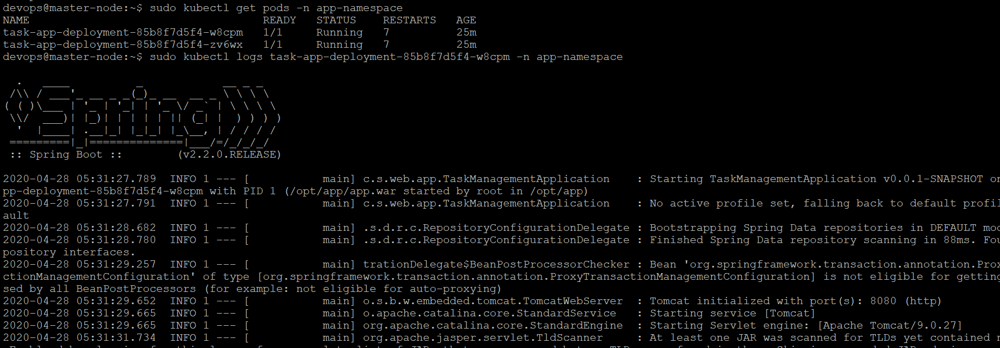 devops@master-node:~$ sudo kubectl get pods -n app-namespace
NAME                                   READY   STATUS    RESTARTS   AGE
task-app-deployment-85b8f7d5f4-w8cpm   1/1     Running   7          25m
task-app-deployment-85b8f7d5f4-zv6wx   1/1     Running   7          25m
devops@master-node:~$ sudo kubectl logs task-app-deployment-85b8f7d5f4-w8cpm -n app-namespace
  .   ____          _            __ _ _
 /\\ / ___'_ __ _ _(_)_ __  __ _ \ \ \ \
( ( )\___ | '_ | '_| | '_ \/ _` | \ \ \ \
 \\/  ___)| |_)| | | | | || (_| |  ) ) ) )
  '  |____| .__|_| |_|_| |_\__, | / / / /
 =========|_|==============|___/=/_/_/_/
 :: Spring Boot ::        (v2.2.0.RELEASE)
2020-04-28 05:31:27.789  INFO 1 --- [           main] c.s.web.app.TaskManagementApplication    : Starting TaskManagementApplication v0.0.1-SNAPSHOT on
pp-deployment-85b8f7d5f4-w8cpm with PID 1 (/opt/app/app.war started by root in /opt/app)
2020-04-28 05:31:27.791  INFO 1 --- [           main] c.s.web.app.TaskManagementApplication    : No active profile set, falling back to default profil
ault
2020-04-28 05:31:28.682  INFO 1 --- [           main] .s.d.r.c.RepositoryConfigurationDelegate : Bootstrapping Spring Data repositories in DEFAULT mod
2020-04-28 05:31:28.780  INFO 1 --- [           main] .s.d.r.c.RepositoryConfigurationDelegate : Finished Spring Data repository scanning in 88ms. Fou
pository interfaces.
2020-04-28 05:31:29.257  INFO 1 --- [           main] trationDelegate$BeanPostProcessorChecker : Bean 'org.springframework.transaction.annotation.Prox
ctionManagementConfiguration' of type [org.springframework.transaction.annotation.ProxyTransactionManagementConfiguration] is not eligible for getting
sed by all BeanPostProcessors (for example: not eligible for auto-proxying)
2020-04-28 05:31:29.652  INFO 1 --- [           main] o.s.b.w.embedded.tomcat.TomcatWebServer  : Tomcat initialized with port(s): 8080 (http)
2020-04-28 05:31:29.665  INFO 1 --- [           main] o.apache.catalina.core.StandardService   : Starting service [Tomcat]
2020-04-28 05:31:29.665  INFO 1 --- [           main] org.apache.catalina.core.StandardEngine  : Starting Servlet engine: [Apache Tomcat/9.0.27]
2020-04-28 05:31:31.734  INFO 1 --- [           main] org.apache.jasper.servlet.TldScanner     : At least one JAR was scanned for TLDs yet contained n